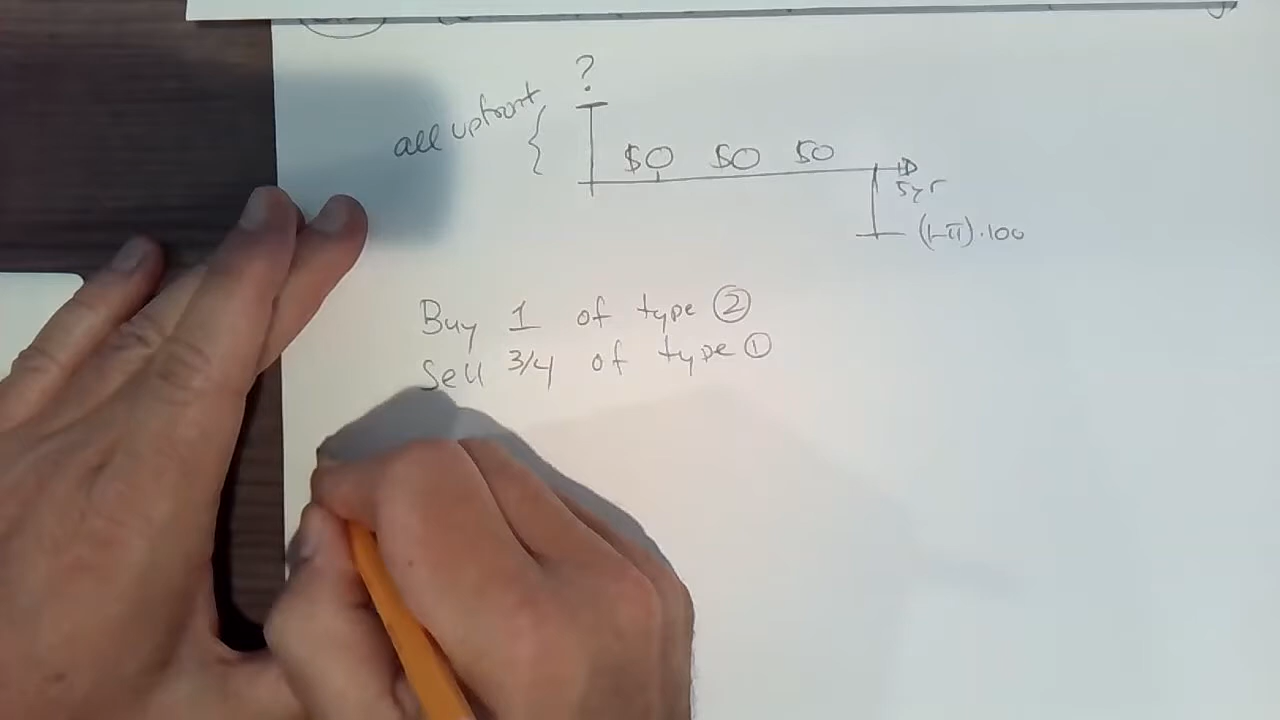 ?
all upfront {
$0 $0 $0
5yr
(1-π).100
Buy 1 of type ②
Sell 3/4 of type ①